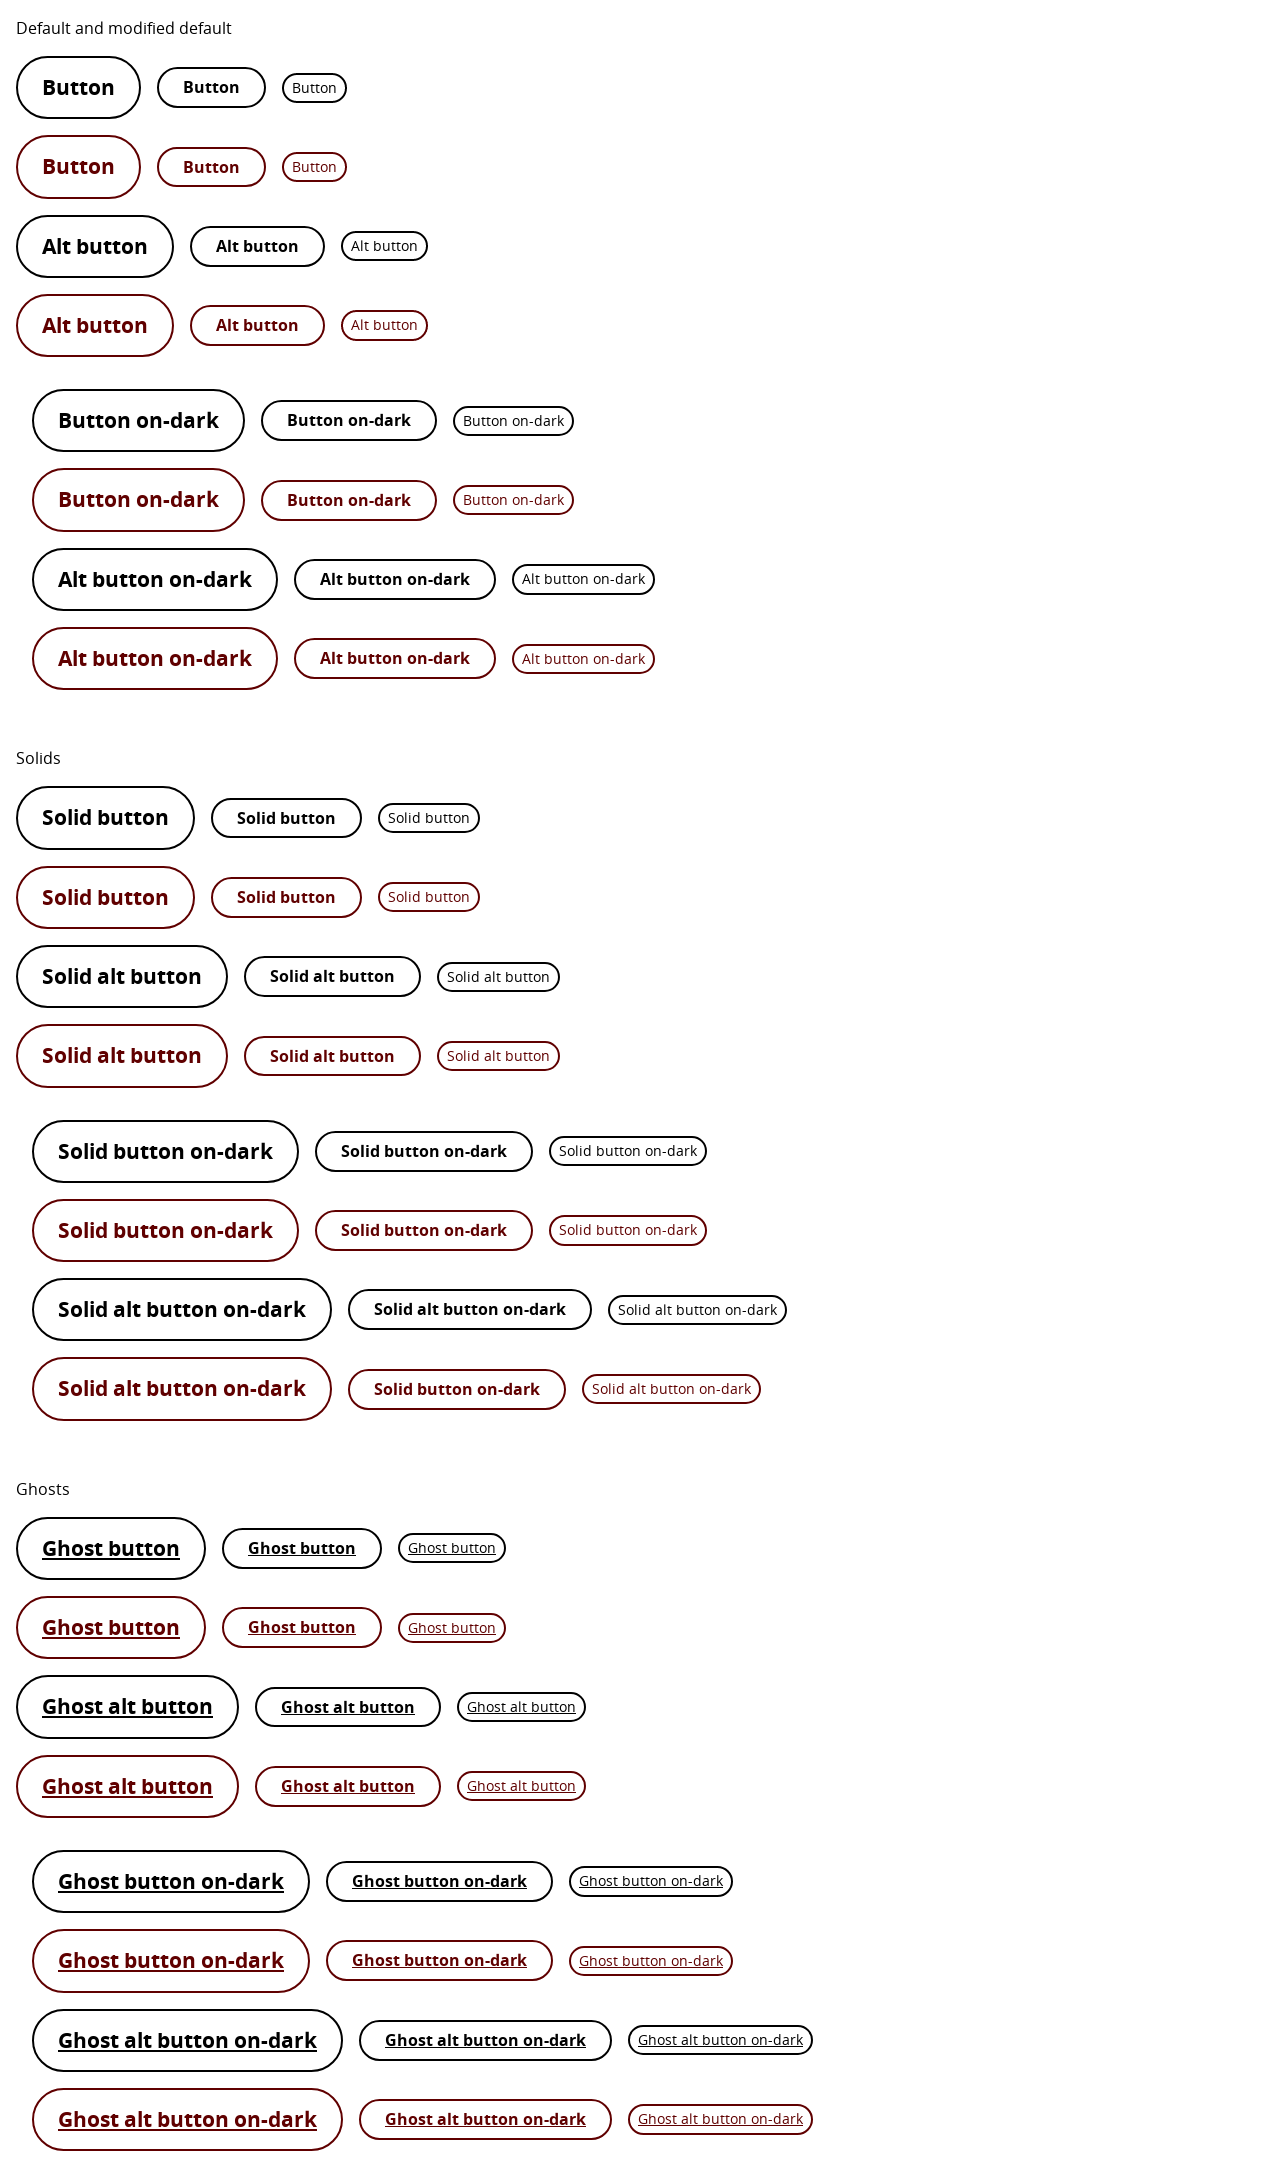 Default and modified default
Button Button Button
Button Button Button
Alt button Alt button Alt button
Alt button Alt button Alt button
Button on-dark Button on-dark Button on-dark
Button on-dark Button on-dark Button on-dark
Alt button on-dark Alt button on-dark Alt button on-dark
Alt button on-dark Alt button on-dark Alt button on-dark
Solids
Solid button Solid button Solid button
Solid button Solid button Solid button
Solid alt button Solid alt button Solid alt button
Solid alt button Solid alt button Solid alt button
Solid button on-dark Solid button on-dark Solid button on-dark
Solid button on-dark Solid button on-dark Solid button on-dark
Solid alt button on-dark Solid alt button on-dark Solid alt button on-dark
Solid alt button on-dark Solid button on-dark Solid alt button on-dark
Ghosts
Ghost button Ghost button Ghost button
Ghost button Ghost button Ghost button
Ghost alt button Ghost alt button Ghost alt button
Ghost alt button Ghost alt button Ghost alt button
Ghost button on-dark Ghost button on-dark Ghost button on-dark
Ghost button on-dark Ghost button on-dark Ghost button on-dark
Ghost alt button on-dark Ghost alt button on-dark Ghost alt button on-dark
Ghost alt button on-dark Ghost alt button on-dark Ghost alt button on-dark